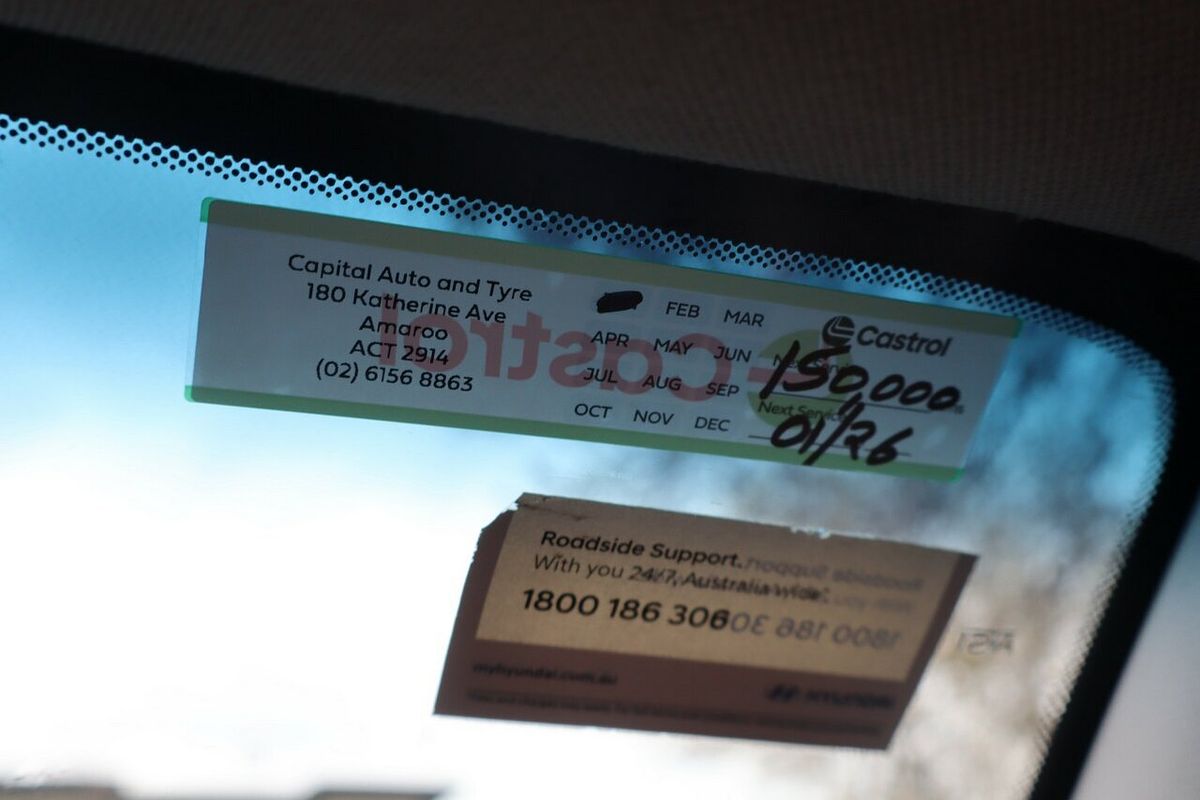 Capital Auto and Tyre
180 Katherine Ave
Amaroo
ACT 2914
(02) 6156 8863
FEB MAR
APR MAY JUN
JUL AUG SEP
OCT NOV DEC
Castrol
150,000
Next Service
01/26
e-Castrol
Roadside Support.
With you 24/7, Australia Wide*.
1800 186 306
myhyundai.com.au
HYUNDAI